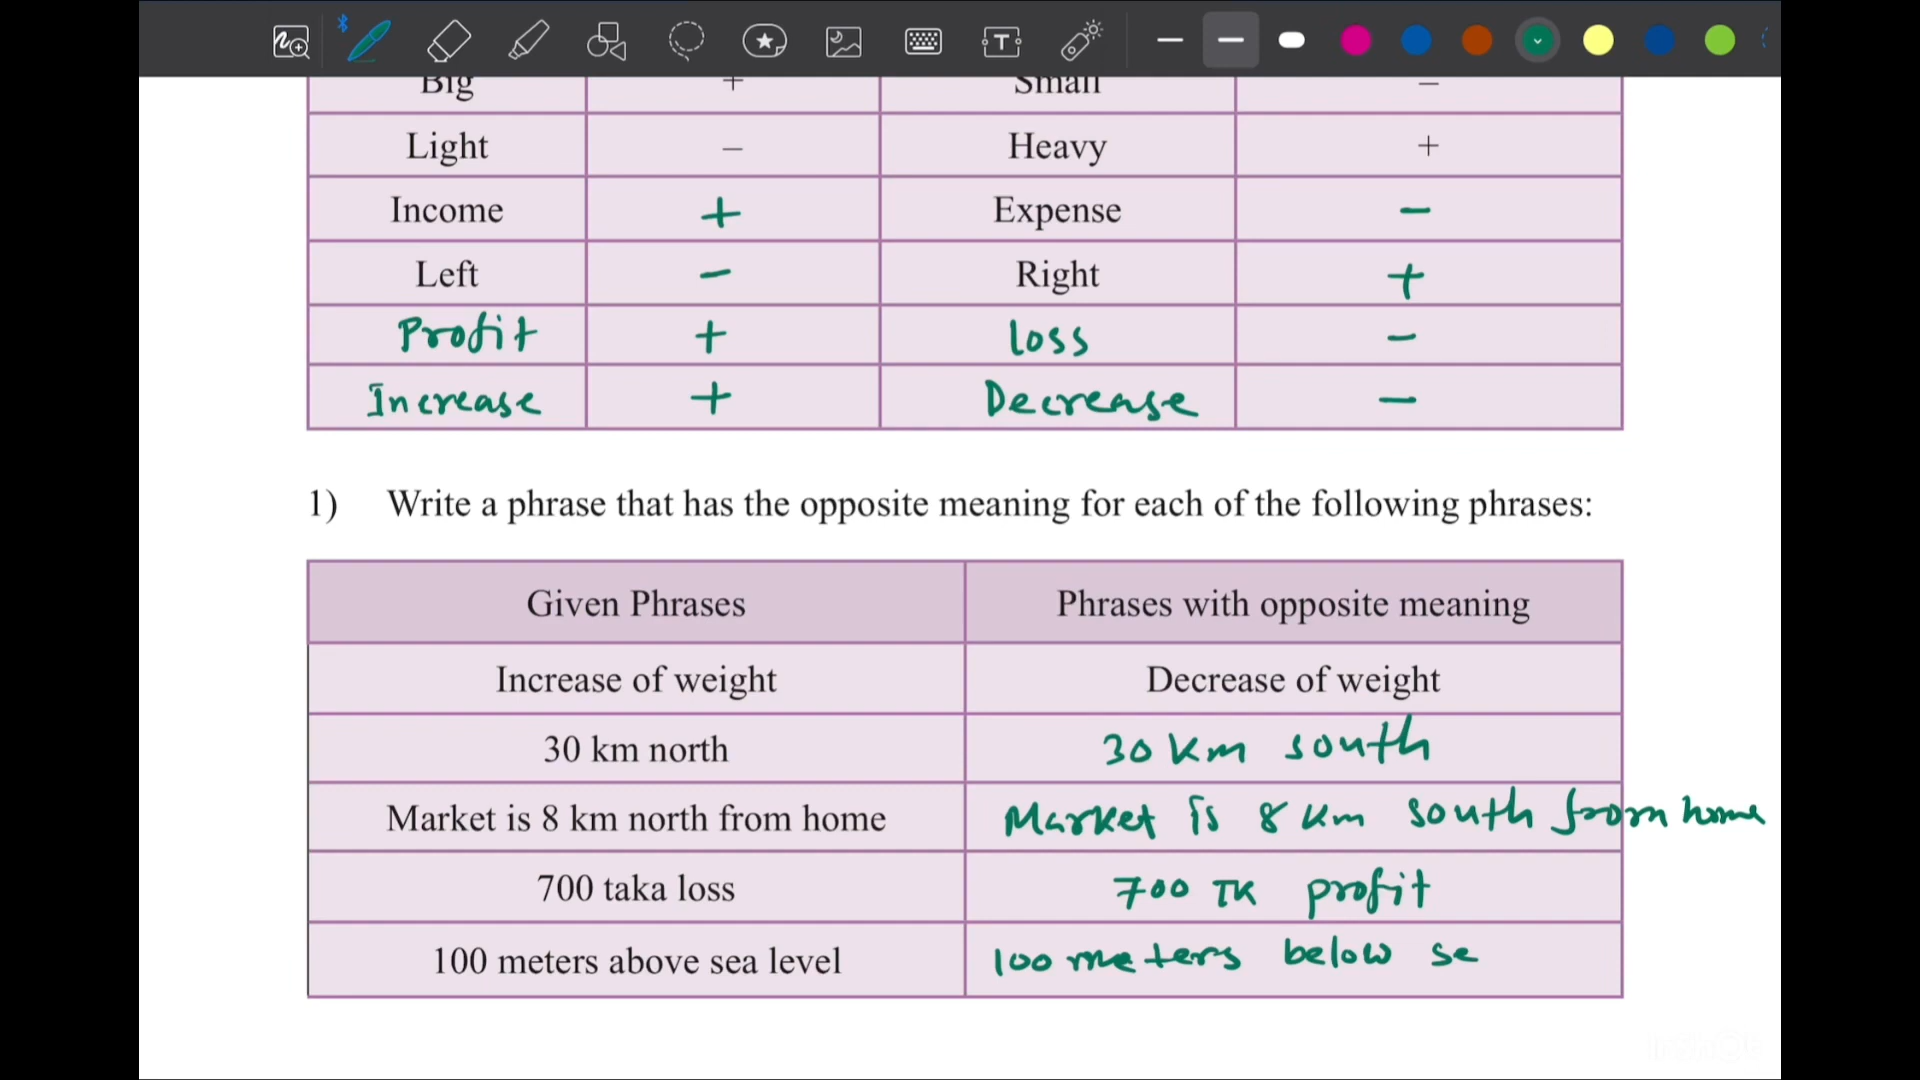 Big + Small –
Light – Heavy +
Income + Expense -
Left - Right +
Profit + loss -
Increase + Decrease -
1) Write a phrase that has the opposite meaning for each of the following phrases:
Given Phrases Phrases with opposite meaning
Increase of weight Decrease of weight
30 km north 30 km south
Market is 8 km north from home Market is 8 km south from home
700 taka loss 700 TK profit
100 meters above sea level 100 meters below se